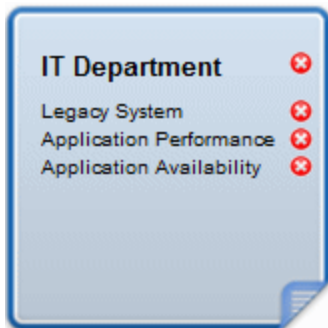 IT Department
Legacy System
Application Performance
Application Availability